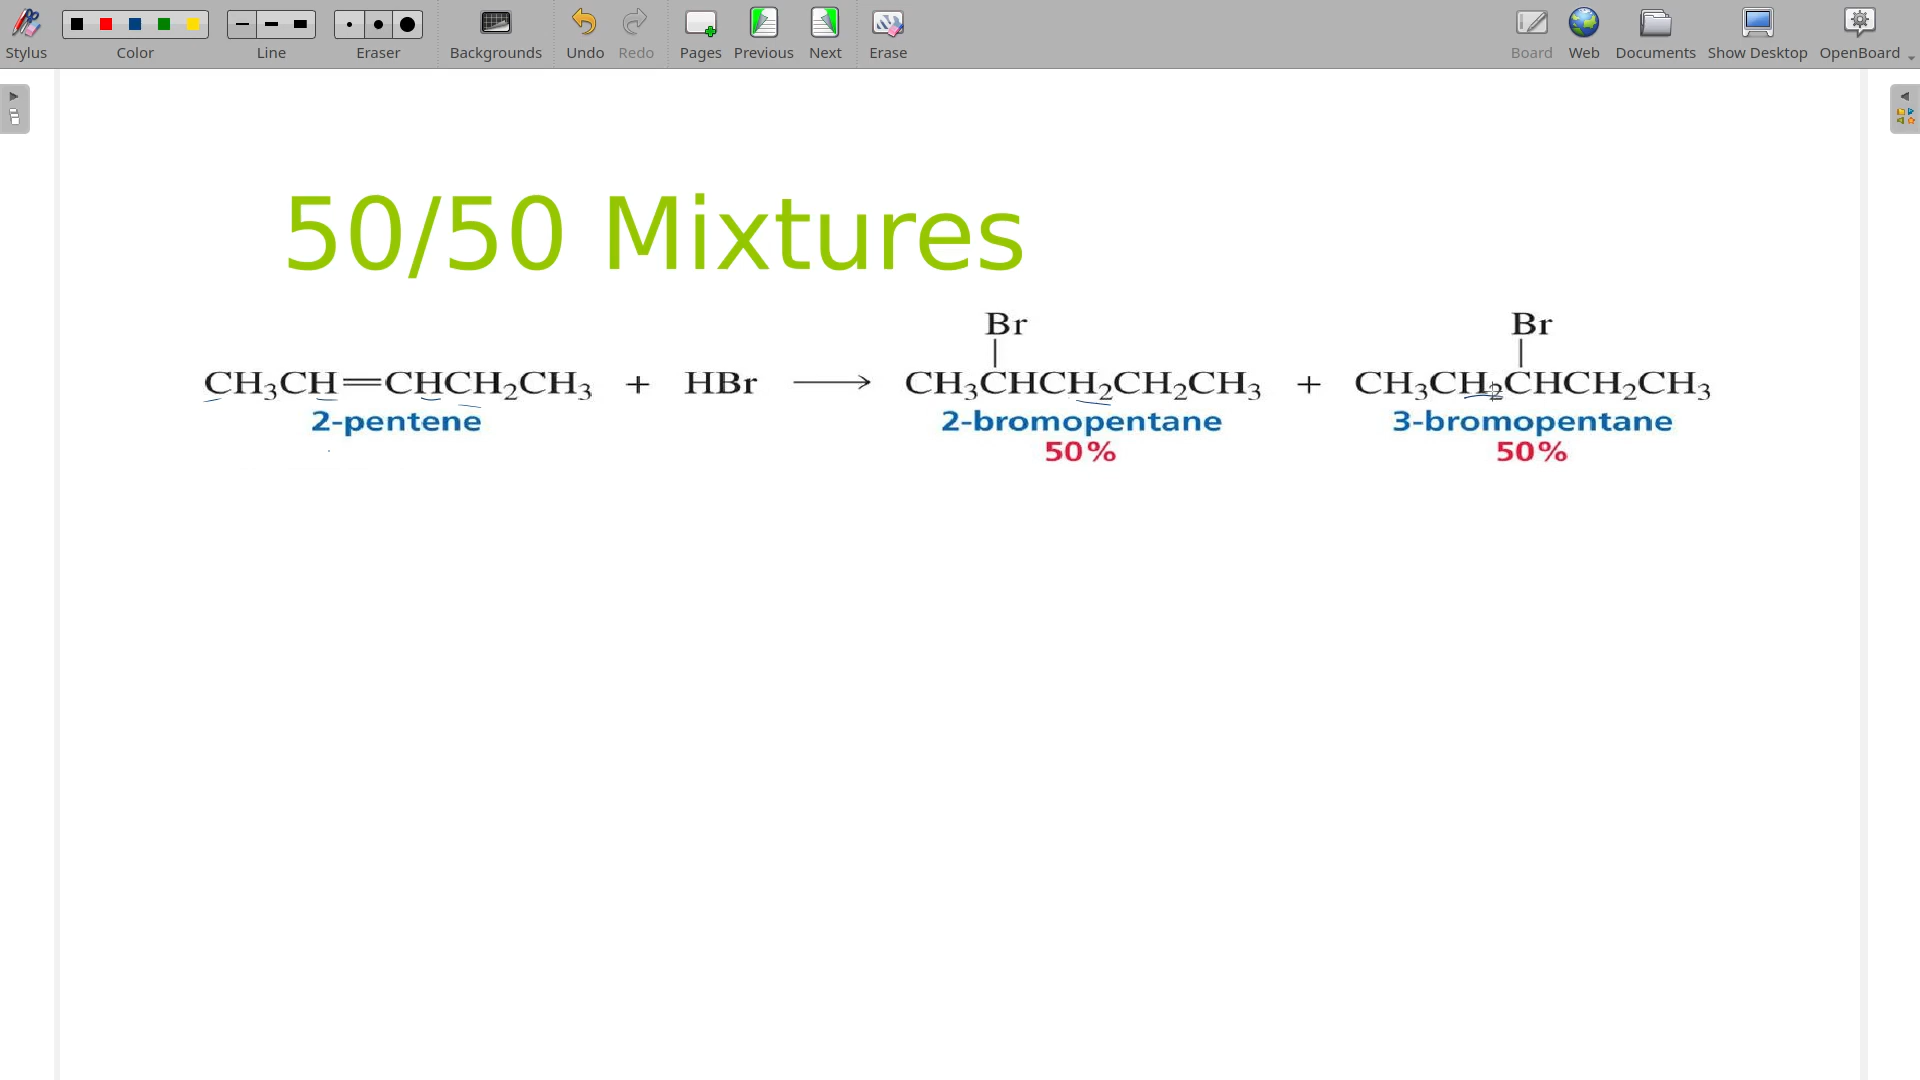 Stylus Color Line Eraser Backgrounds Undo Redo Pages Previous Next Erase Board Web Documents Show Desktop OpenBoard
50/50 Mixtures
Br Br
CH₃CH=CHCH₂CH₃ + HBr ⟶ CH₃CHCH₂CH₂CH₃ + CH₃CH₂CHCH₂CH₃
2-pentene 2-bromopentane 3-bromopentane
50% 50%